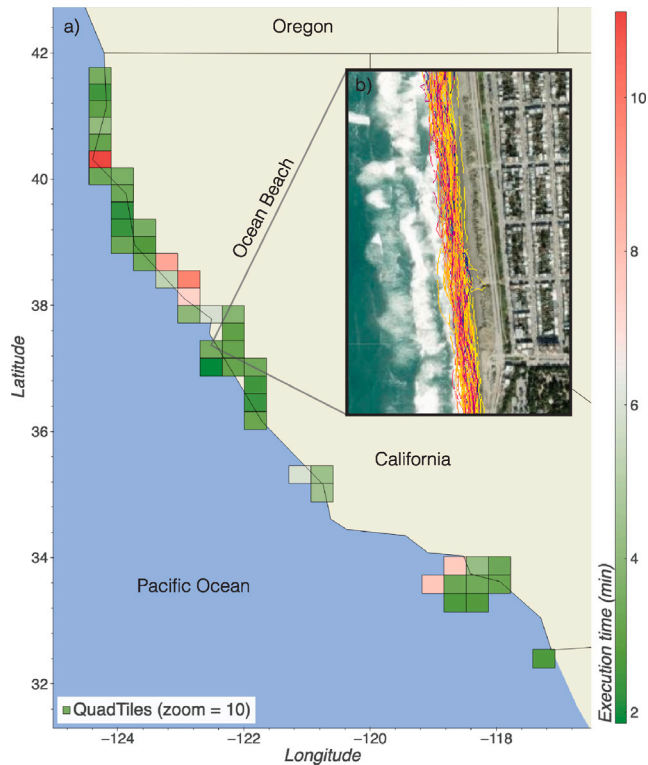 a)
Oregon
b)
Ocean Beach
California
Pacific Ocean
QuadTiles (zoom = 10)
42
40
38
36
34
32
Latitude
−124
−122
−120
−118
Longitude
10
8
6
4
2
Execution time (min)